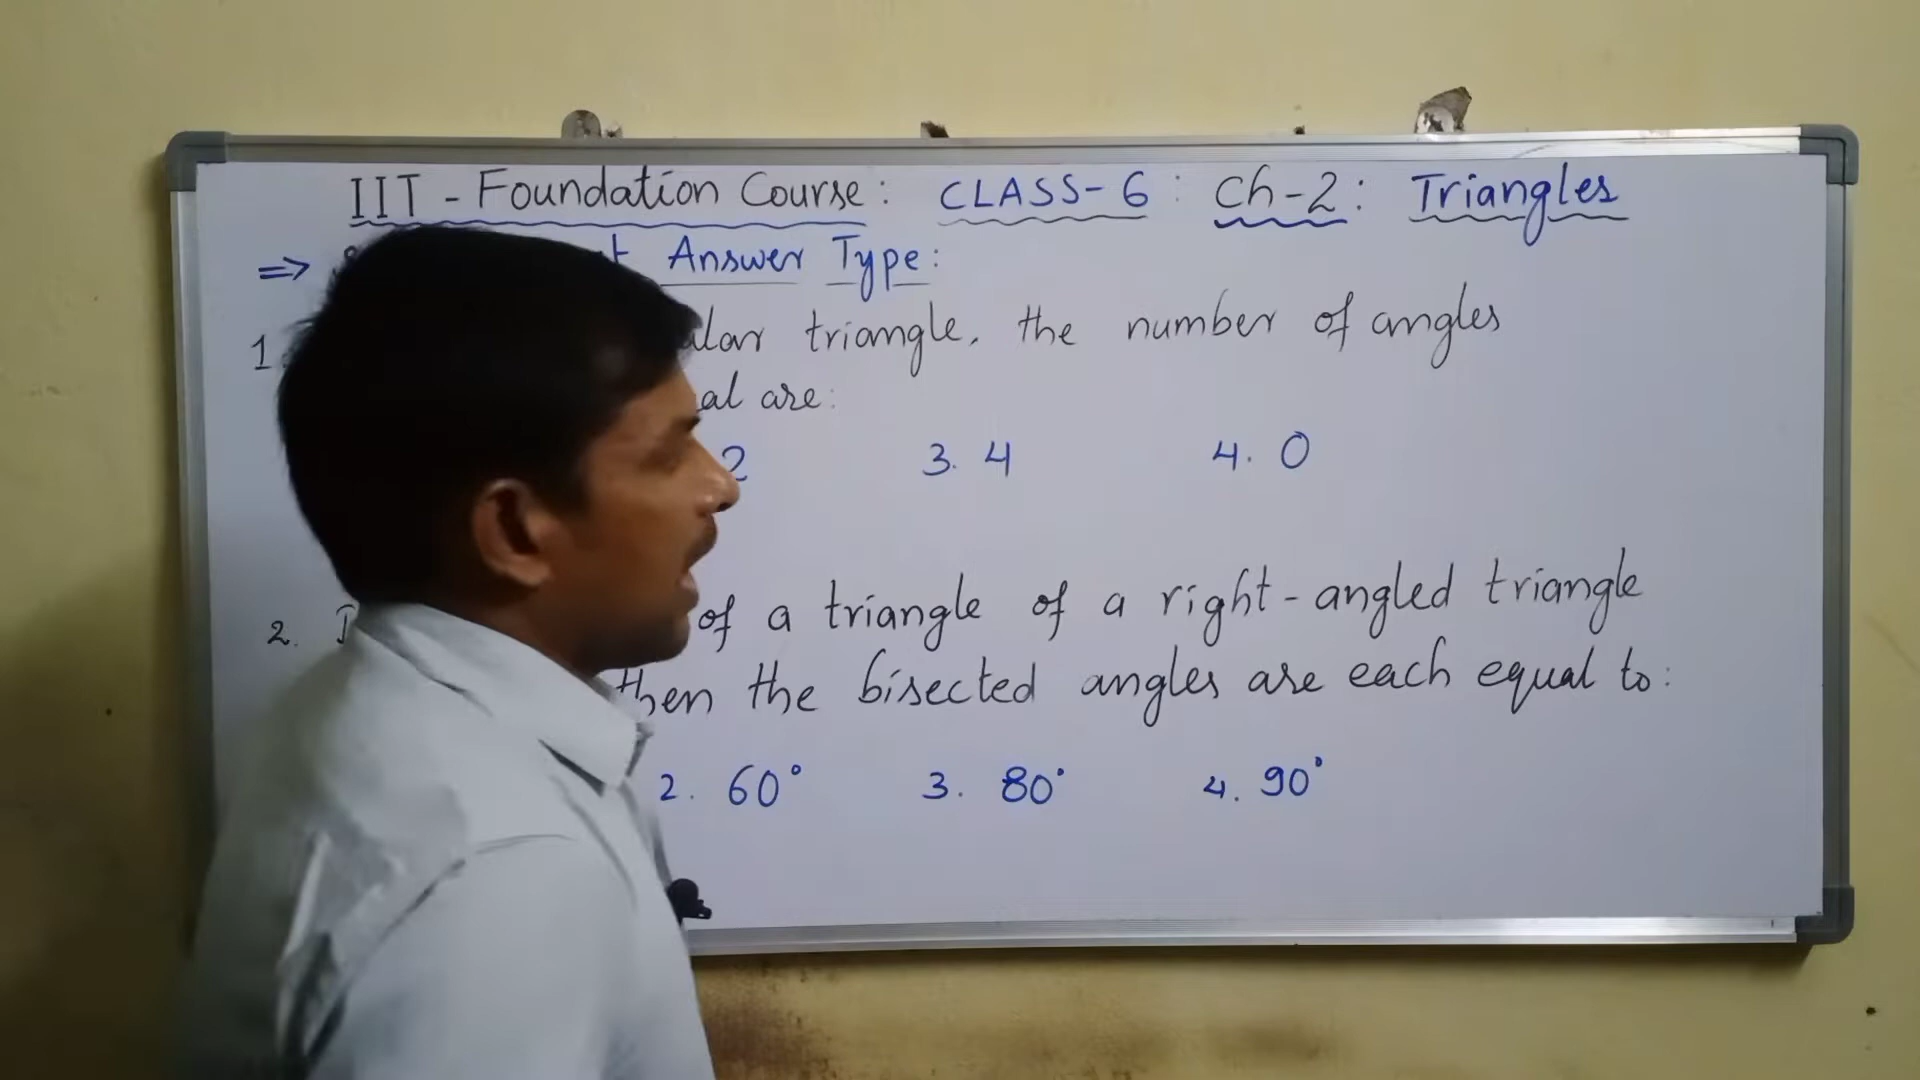 IIT - Foundation Course: CLASS-6: Ch-2: Triangles
⇒ Answer Type:
1. triangle, the number of angles
are:
2 3. 4 4. 0
2. of a triangle of a right-angled triangle
then the bisected angles are each equal to:
2. 60° 3. 80° 4. 90°